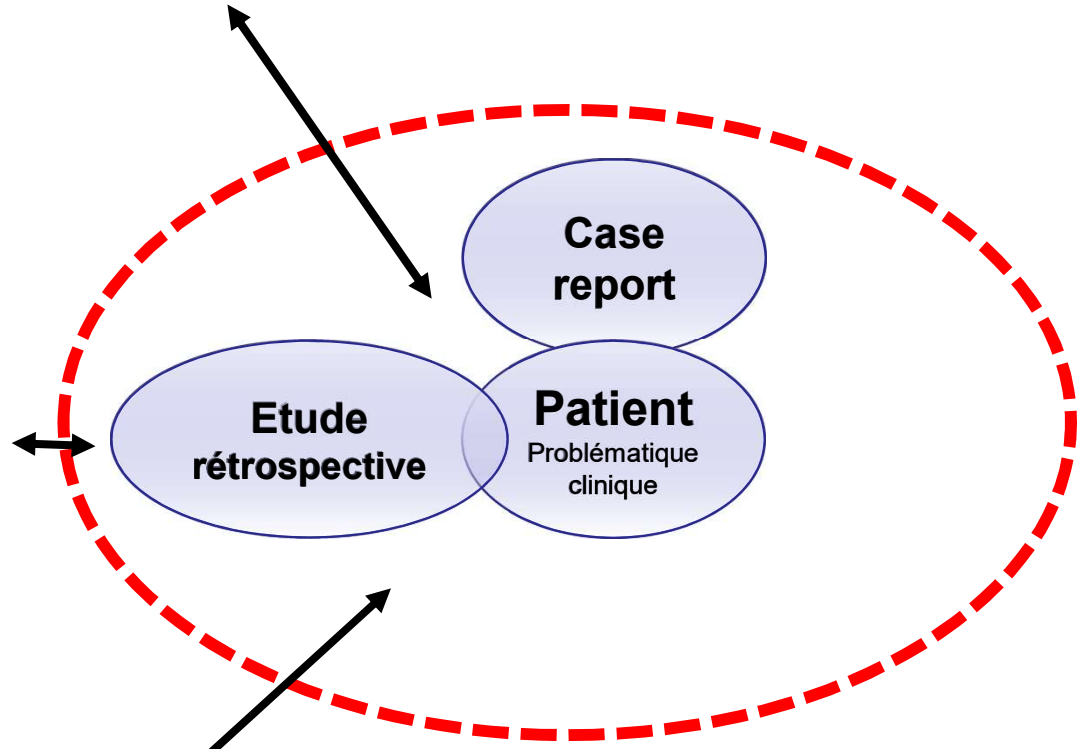 Case
report
Etude
rétrospective
Patient
Problématique
clinique